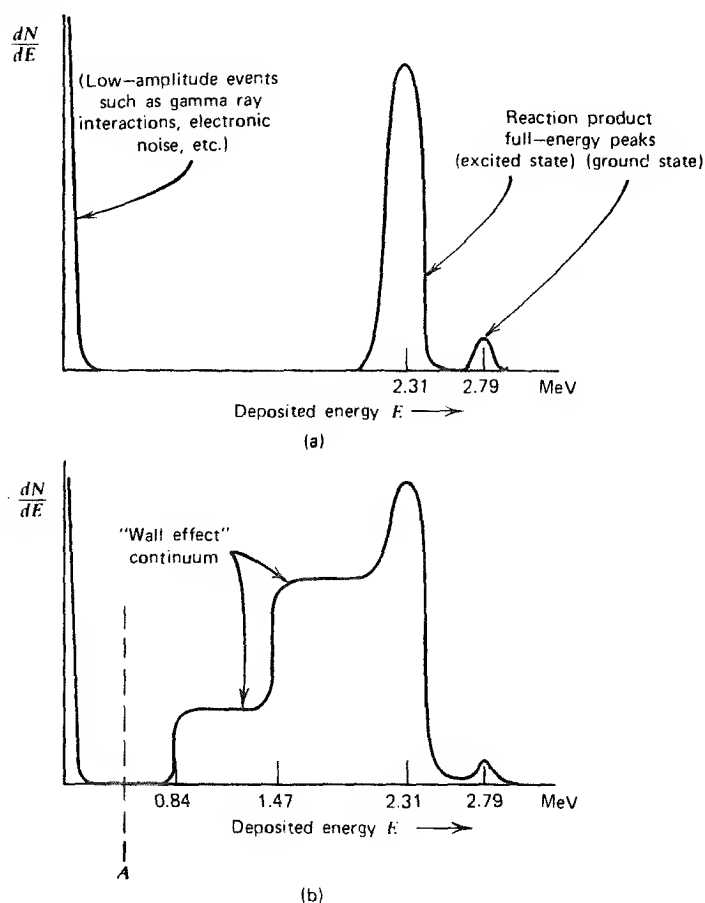 dN
dE
(Low–amplitude events
such as gamma ray
interactions, electronic
noise, etc.)
Reaction product
full–energy peaks
(excited state) (ground state)
2.31 2.79 MeV
Deposited energy E
(a)
dN
dE
"Wall effect"
continuum
0.84 1.47 2.31 2.79 MeV
Deposited energy E
A
(b)